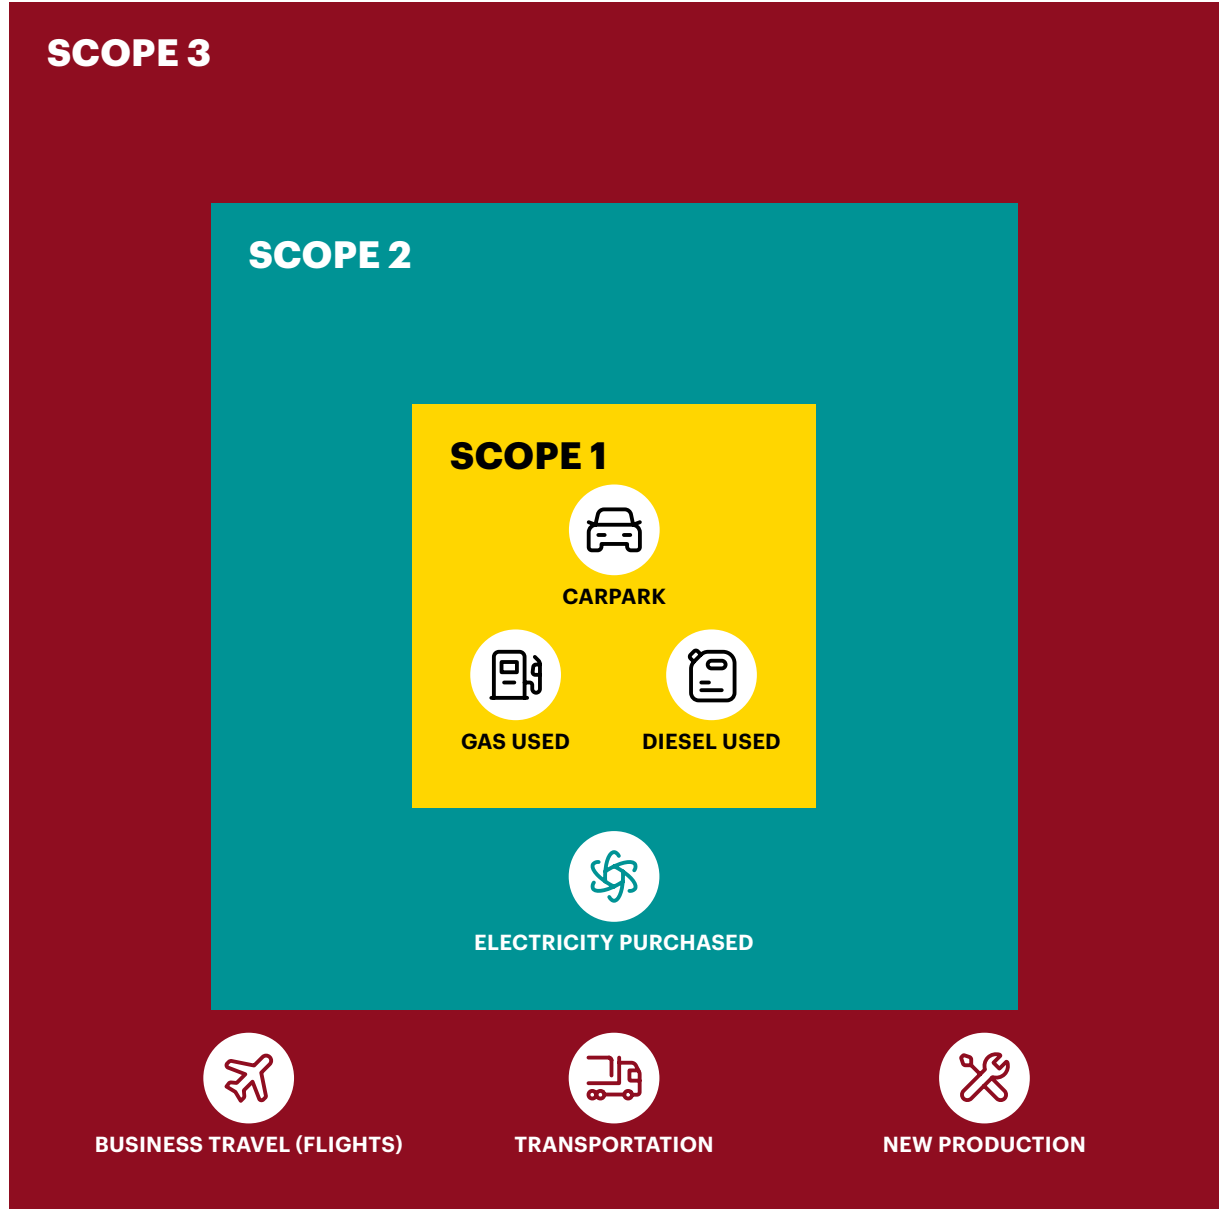 SCOPE 3
SCOPE 2
SCOPE 1
CARPARK
GAS USED
DIESEL USED
ELECTRICITY PURCHASED
BUSINESS TRAVEL (FLIGHTS)
TRANSPORTATION
NEW PRODUCTION